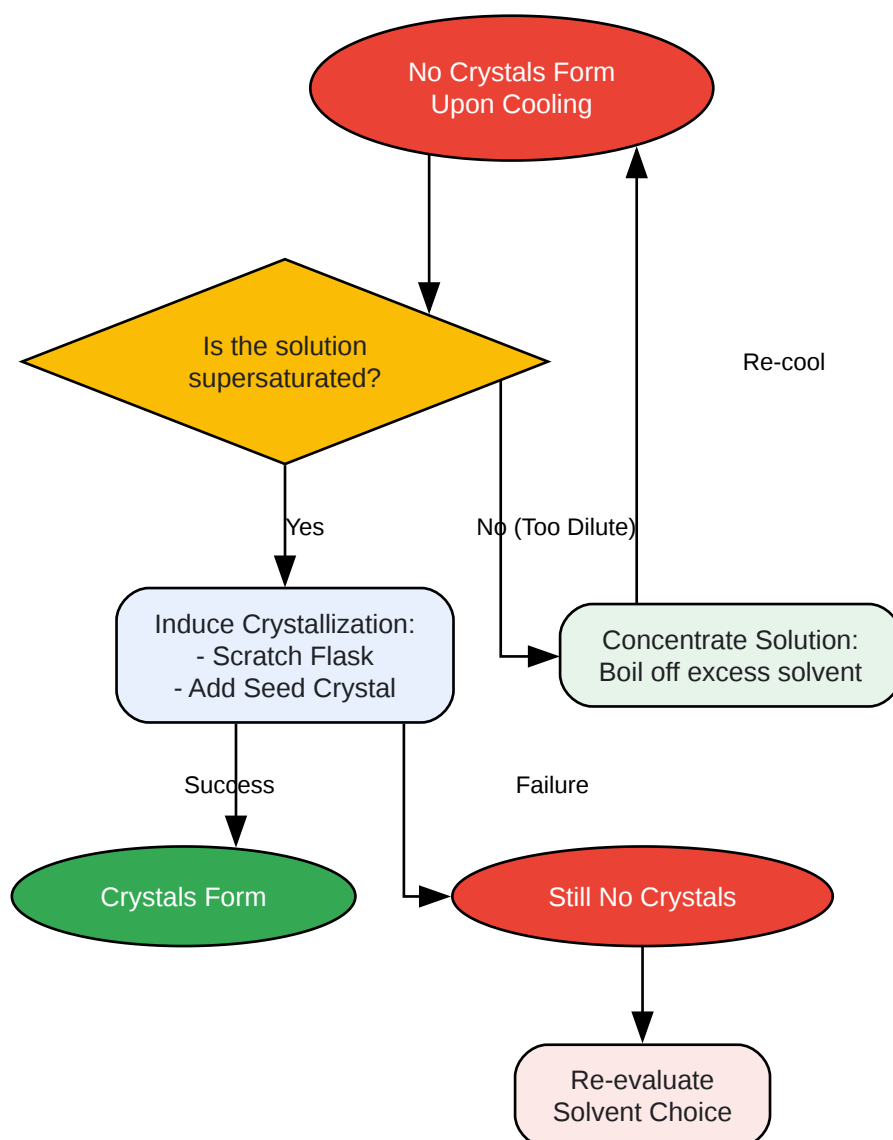 No Crystals Form
Upon Cooling
Is the solution
supersaturated?
Re-cool
Yes
No (Too Dilute)
Induce Crystallization:
- Scratch Flask
- Add Seed Crystal
Concentrate Solution:
Boil off excess solvent
Success
Failure
Crystals Form
Still No Crystals
Re-evaluate
Solvent Choice